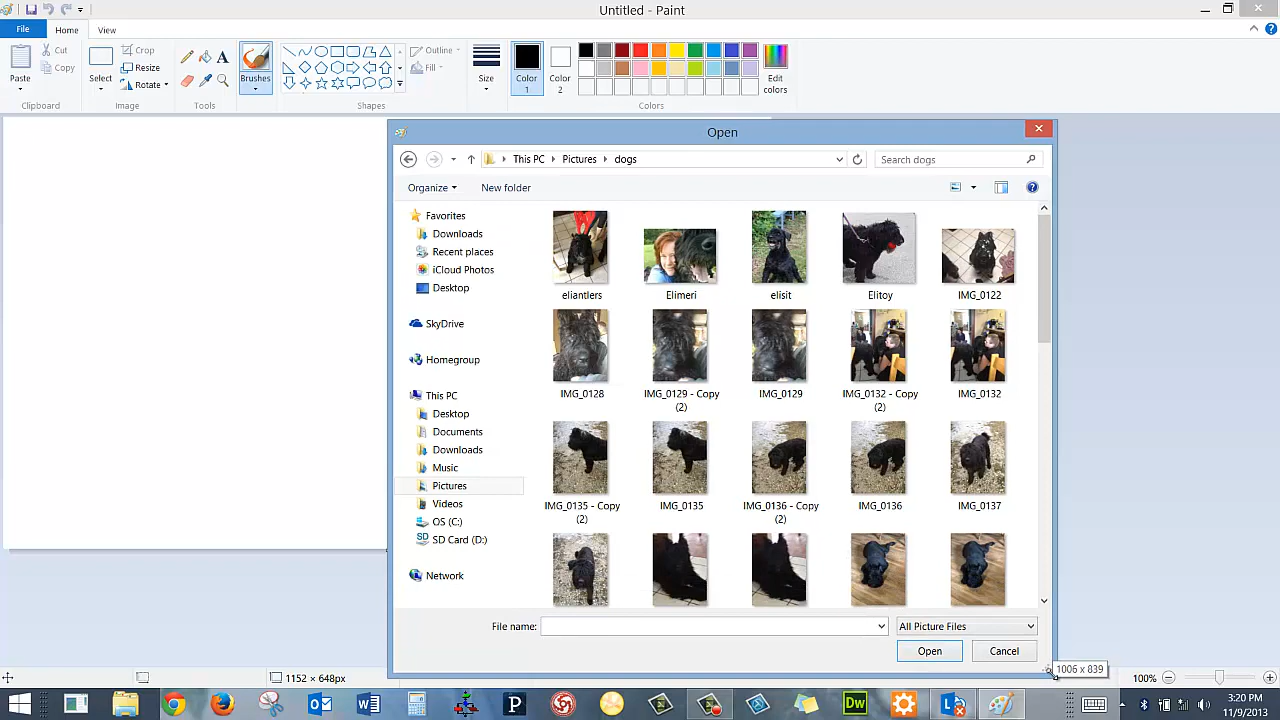 Untitled - Paint
File
Home
View
Paste
Cut
Copy
Clipboard
Select
Crop
Resize
Rotate
Image
A
Tools
Brushes
Shapes
Outline
Fill
Size
Color
1
Color
2
Edit
colors
Colors
Open
This PC
Pictures
dogs
Search dogs
Organize
New folder
Favorites
Downloads
Recent places
iCloud Photos
Desktop
SkyDrive
Homegroup
This PC
Desktop
Documents
Downloads
Music
Pictures
Videos
OS (C:)
SD Card (D:)
Network
eliantlers
Elimeri
elisit
Elitoy
IMG_0122
IMG_0128
IMG_0129 - Copy
(2)
IMG_0129
IMG_0132 - Copy
(2)
IMG_0132
IMG_0135 - Copy
(2)
IMG_0135
IMG_0136 - Copy
(2)
IMG_0136
IMG_0137
File name:
All Picture Files
Open
Cancel
1006 x 839
1152 × 648px
100%
P
Dw
3:20 PM
11/9/2013